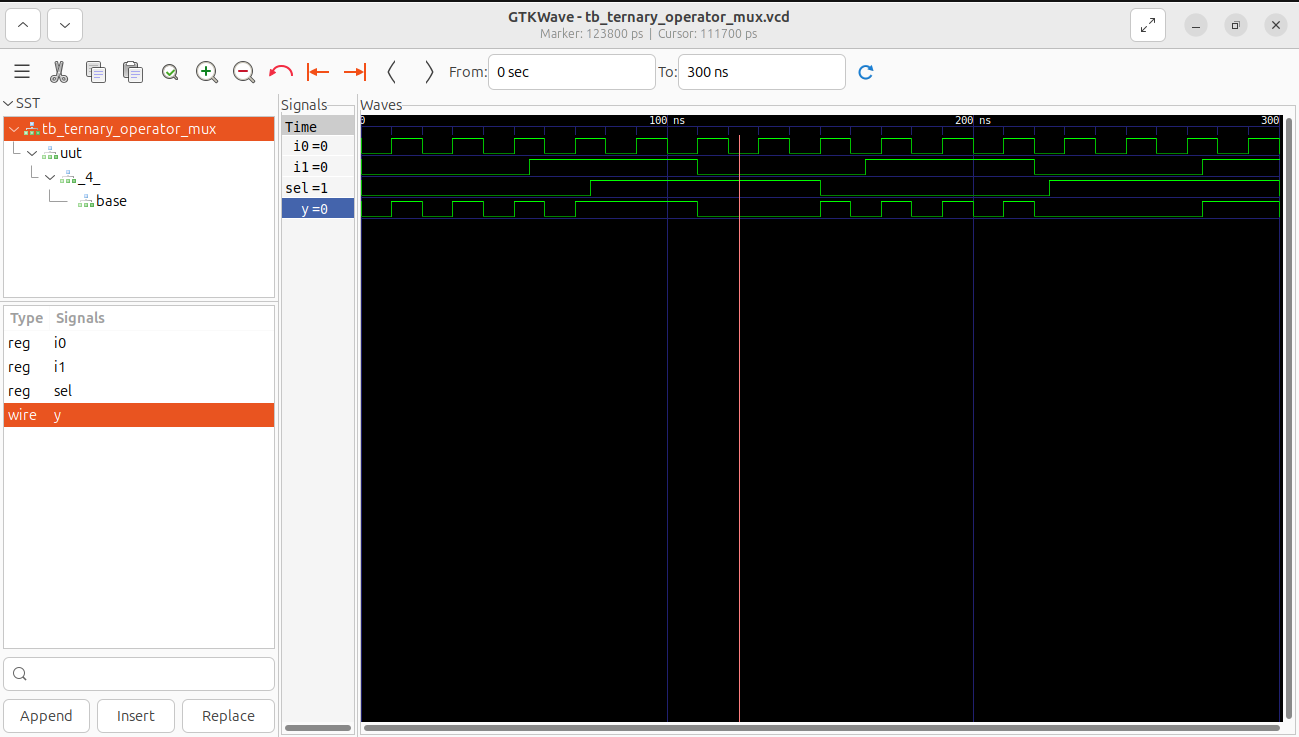 GTKWave - tb_ternary_operator_mux.vcd
Marker: 123800 ps | Cursor: 111700 ps
From: 0 sec To: 300 ns
SST
tb_ternary_operator_mux
uut
_4_
base
Type Signals
reg i0
reg i1
reg sel
wire y
Append Insert Replace
Signals
Time
i0 =0
i1 =0
sel =1
y =0
Waves
0 100 ns 200 ns 300